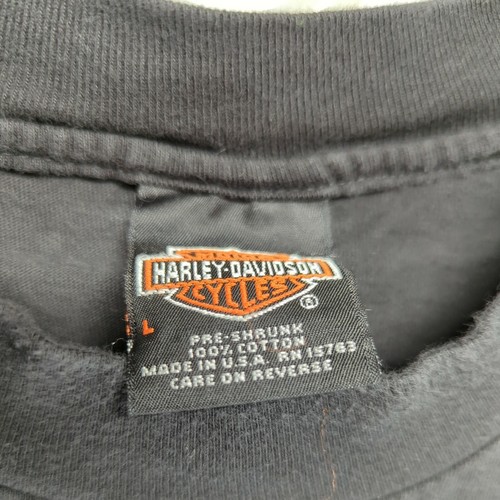 HARLEY-DAVIDSON
CYCLES
®
L
PRE-SHRUNK
100% COTTON
MADE IN U.S.A. RN 15763
CARE ON REVERSE